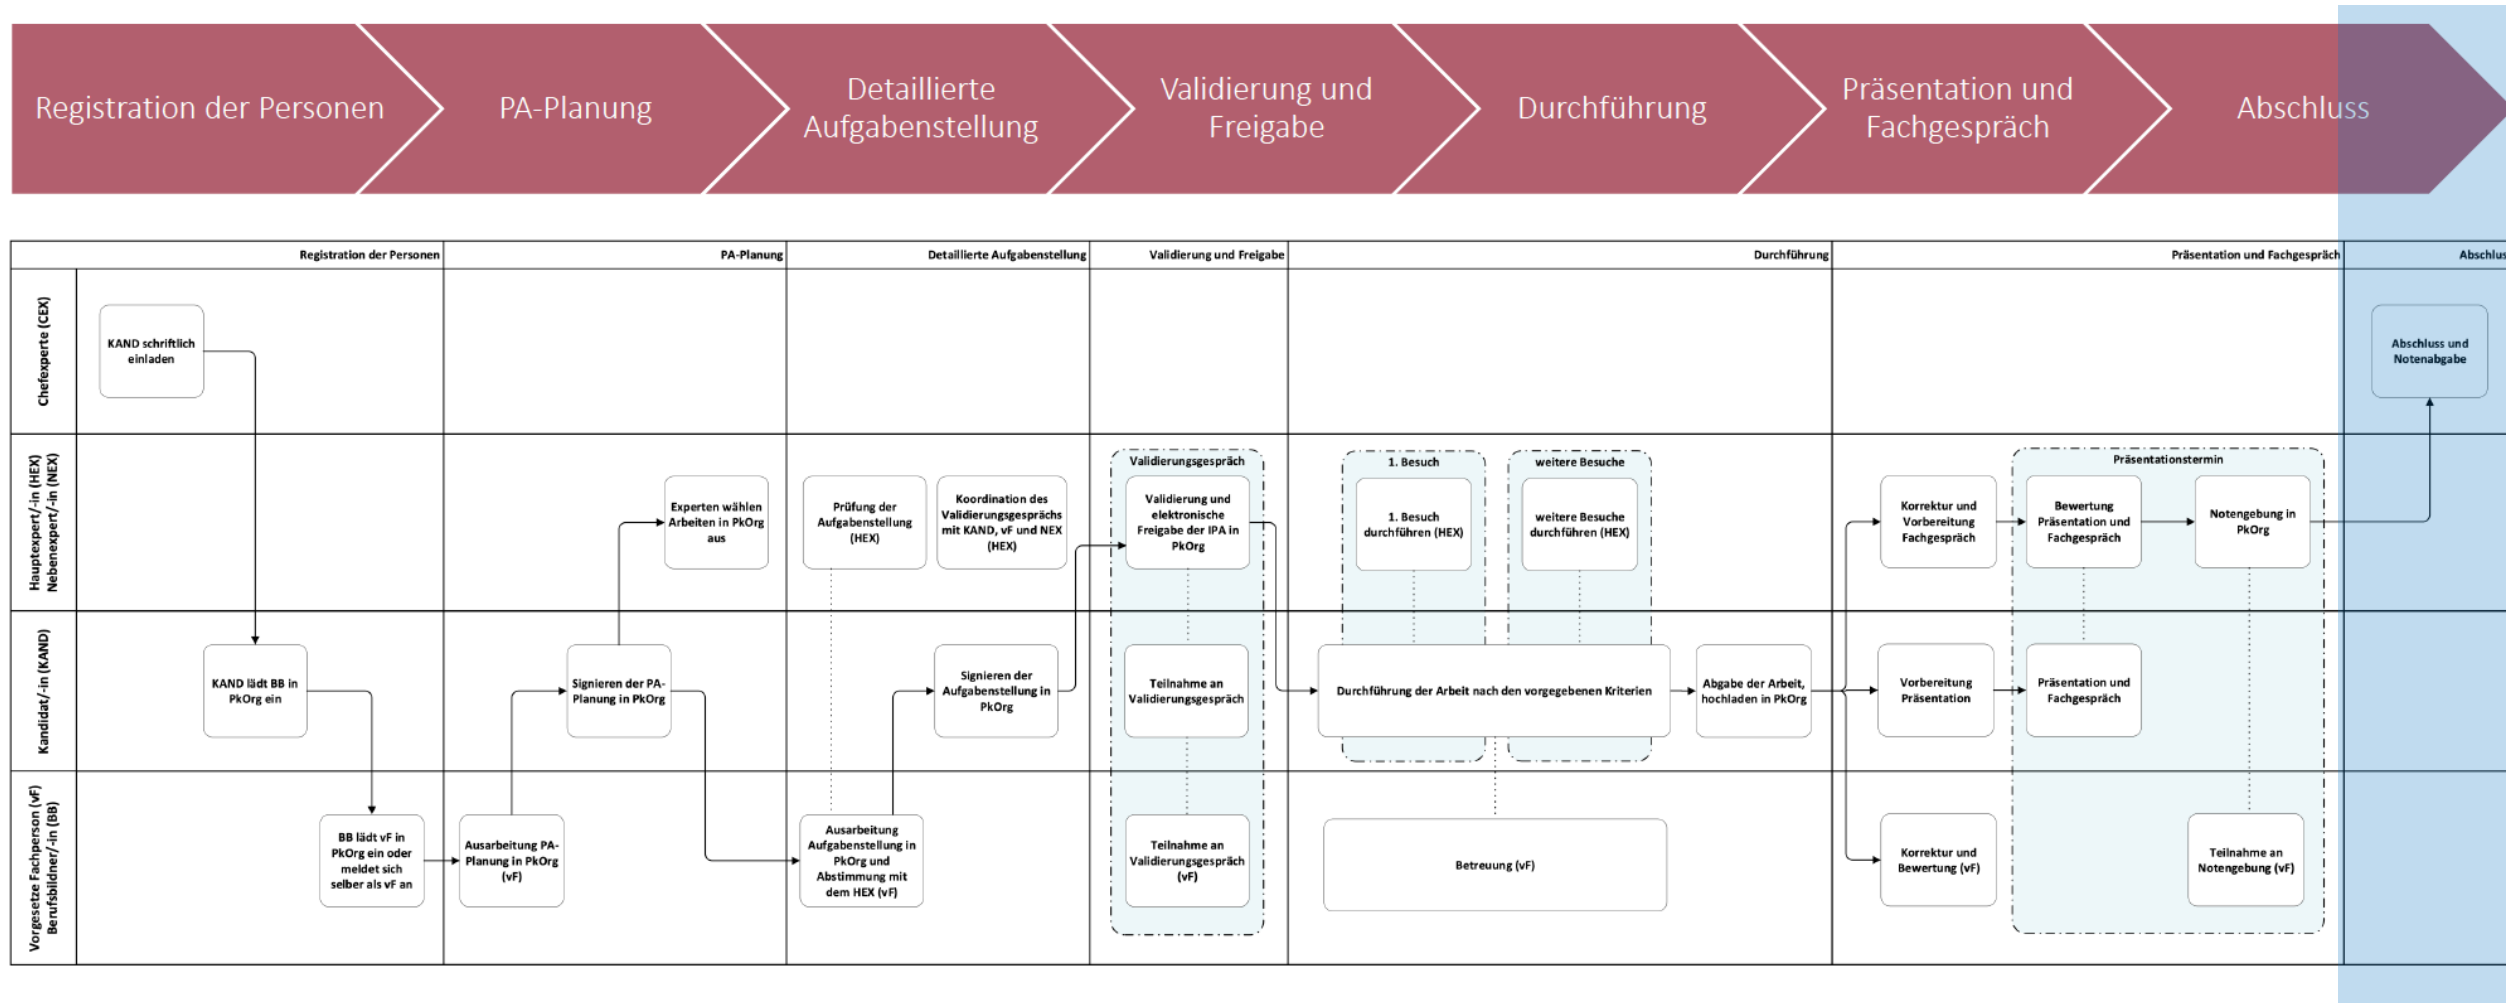 Registration der Personen
PA-Planung
Detaillierte
Aufgabenstellung
Validierung und
Freigabe
Durchführung
Präsentation und
Fachgespräch
Abschluss
Registration der Personen
PA-Planung
Detaillierte Aufgabenstellung
Validierung und Freigabe
Durchführung
Präsentation und Fachgespräch
Abschlus
Chefexperte (CEX)
KAND schriftlich
einladen
Abschluss und
Notenabgabe
Hauptexpert/-in (HEX)
Nebenexpert/-in (NEX)
Experten wählen
Arbeiten in PkOrg
aus
Prüfung der
Aufgabenstellung
(HEX)
Koordination des
Validierungsgesprächs
mit KAND, vF und NEX
(HEX)
Validierungsgespräch
Validierung und
elektronische
Freigabe der IPA in
PkOrg
1. Besuch
1. Besuch
durchführen (HEX)
weitere Besuche
weitere Besuche
durchführen (HEX)
Korrektur und
Vorbereitung
Fachgespräch
Präsentationstermin
Bewertung
Präsentation und
Fachgespräch
Notengebung in
PkOrg
Kandidat/-in (KAND)
KAND lädt BB in
PkOrg ein
Signieren der PA-
Planung in PkOrg
Signieren der
Aufgabenstellung in
PkOrg
Teilnahme an
Validierungsgespräch
Durchführung der Arbeit nach den vorgegebenen Kriterien
Abgabe der Arbeit,
hochladen in PkOrg
Vorbereitung
Präsentation
Präsentation und
Fachgespräch
Vorgesetze Fachperson (vF)
Berufsbildner/-in (BB)
BB lädt vF in
PkOrg ein oder
meldet sich
selber als vF an
Ausarbeitung PA-
Planung in PkOrg
(vF)
Ausarbeitung
Aufgabenstellung in
PkOrg und
Abstimmung mit
dem HEX (vF)
Teilnahme an
Validierungsgespräch
(vF)
Betreuung (vF)
Korrektur und
Bewertung (vF)
Teilnahme an
Notengebung (vF)